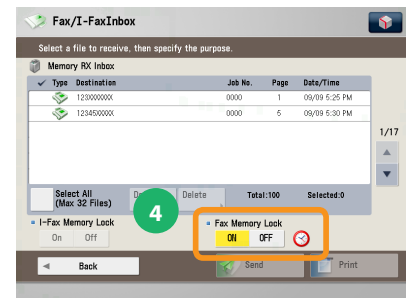 Fax/I-FaxInbox
Select a file to receive, then specify the purpose.
Memory RX Inbox
✓ Type Destination Job No. Page Date/Time
123XXXXXXX 0000 1 09/09 5:25 PM
12345XXXXX 0000 5 09/09 5:30 PM
1/17
Select All
(Max 32 Files)
Delete
Total:100
Selected:0
4
I-Fax Memory Lock
On Off
Fax Memory Lock
ON OFF
Back
Send
Print